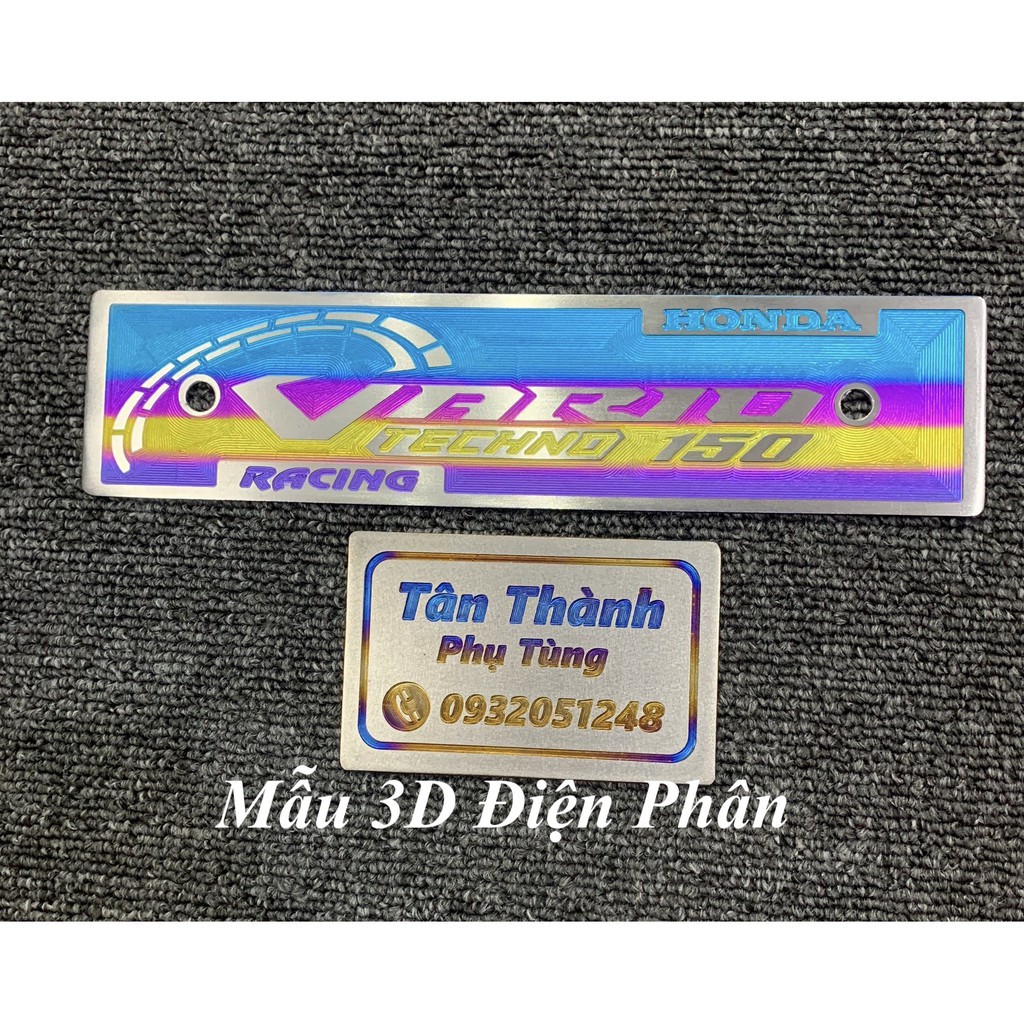 HONDA
VARIO
TECHNO 150
RACING
Tân Thành
Phụ Tùng
0932051248
Mẫu 3D Điện Phân